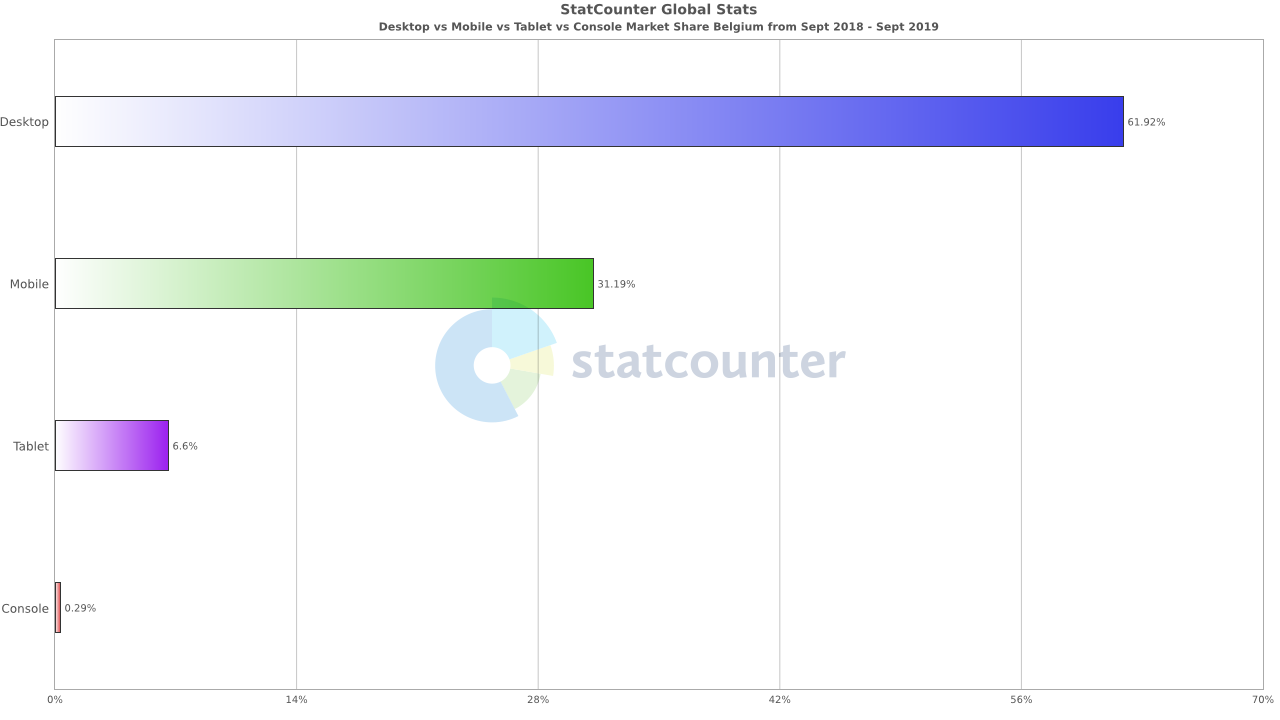 StatCounter Global Stats
Desktop vs Mobile vs Tablet vs Console Market Share Belgium from Sept 2018 - Sept 2019
Desktop 61.92%
Mobile 31.19%
statcounter
Tablet 6.6%
Console 0.29%
0% 14% 28% 42% 56% 70%